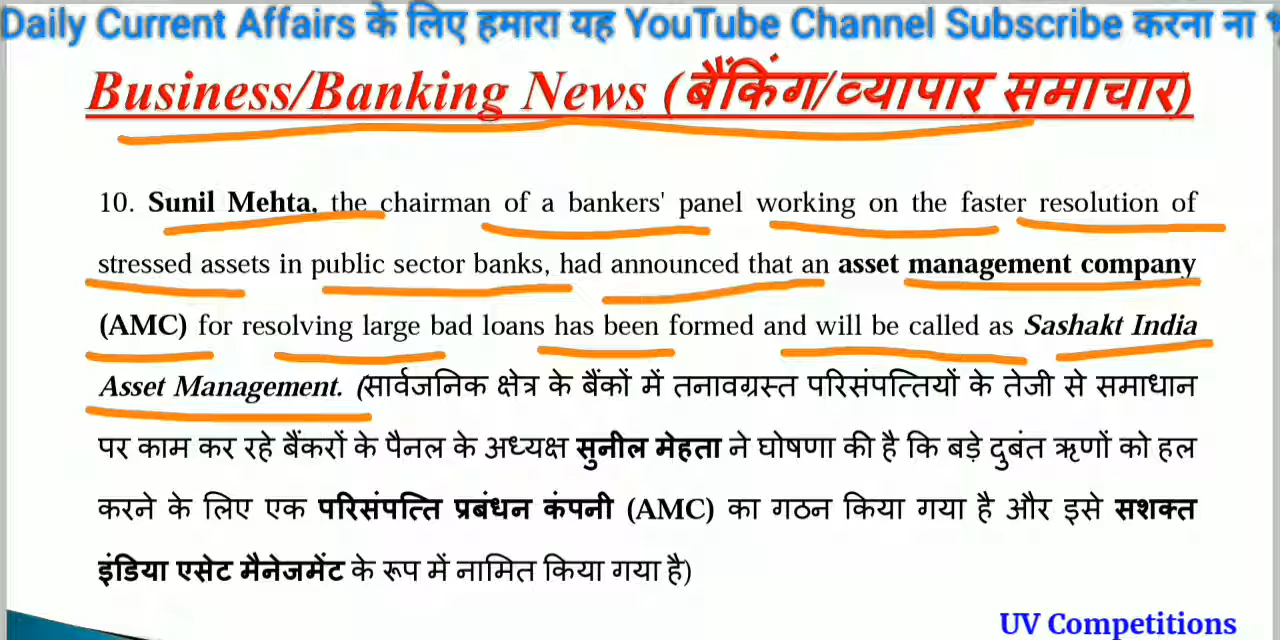 Daily Current Affairs के लिए हमारा यह YouTube Channel Subscribe करना ना
Business/Banking News (बैंकिंग/व्यापार समाचार)
10. Sunil Mehta, the chairman of a bankers' panel working on the faster resolution of
stressed assets in public sector banks, had announced that an asset management company
(AMC) for resolving large bad loans has been formed and will be called as Sashakt India
Asset Management. (सार्वजनिक क्षेत्र के बैंकों में तनावग्रस्त परिसंपत्तियों के तेजी से समाधान
पर काम कर रहे बैंकरों के पैनल के अध्यक्ष सुनील मेहता ने घोषणा की है कि बड़े दुबंत ऋणों को हल
करने के लिए एक परिसंपत्ति प्रबंधन कंपनी (AMC) का गठन किया गया है और इसे सशक्त
इंडिया एसेट मैनेजमेंट के रूप में नामित किया गया है)
UV Competitions